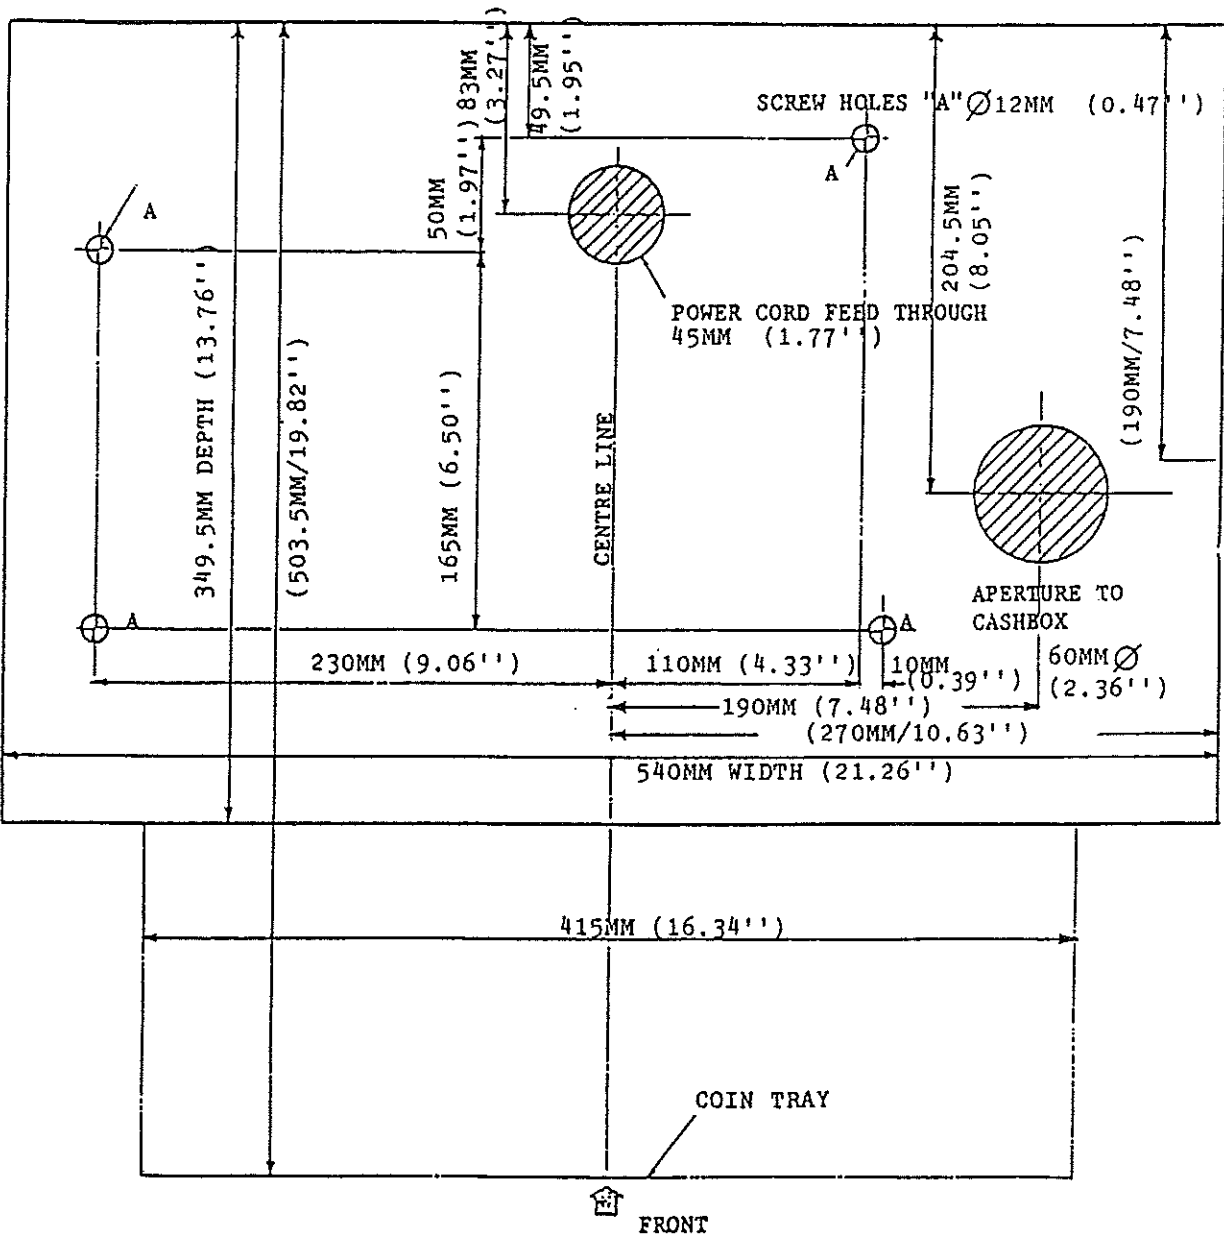 83MM
(3.27'')
49.5MM
(1.95'')
SCREW HOLES "A" Ø12MM (0.47'')
A
A
50MM
(1.97'')
204.5MM
(8.05'')
(190MM/7.48'')
POWER CORD FEED THROUGH
45MM (1.77'')
349.5MM DEPTH (13.76'')
(503.5MM/19.82'')
165MM (6.50'')
CENTRE LINE
APERTURE TO
CASHBOX
60MM Ø
(2.36'')
A
A
230MM (9.06'')
110MM (4.33'')
10MM
(0.39'')
190MM (7.48'')
(270MM/10.63'')
540MM WIDTH (21.26'')
415MM (16.34'')
COIN TRAY
FRONT